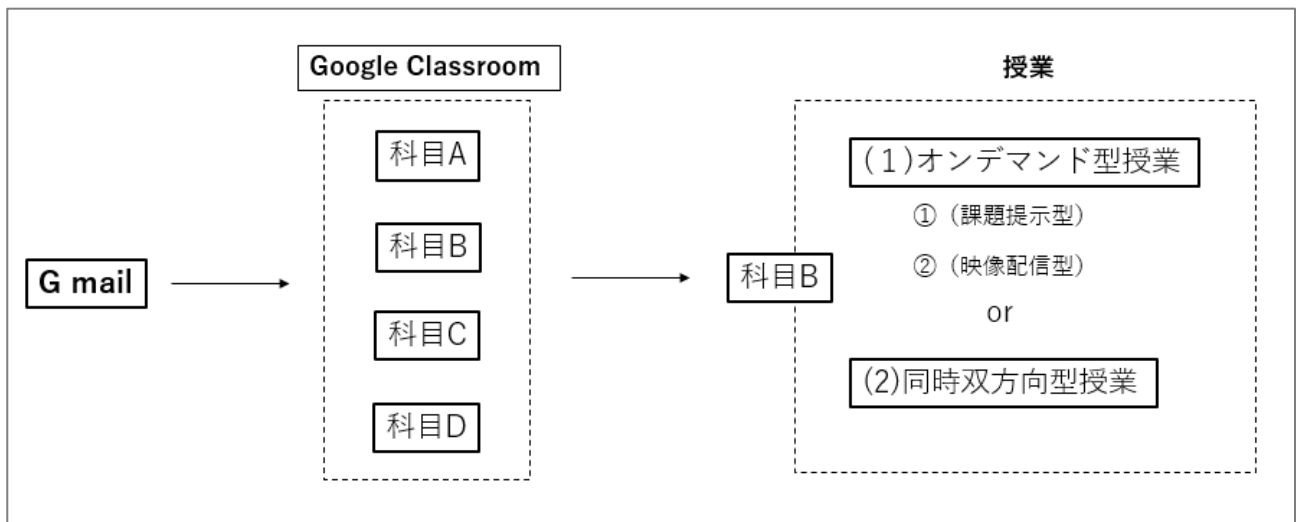 Google Classroom
科目A
科目B
科目C
科目D
G mail
授業
科目B
(１)オンデマンド型授業
①（課題提示型）
②（映像配信型）
or
(2)同時双方向型授業